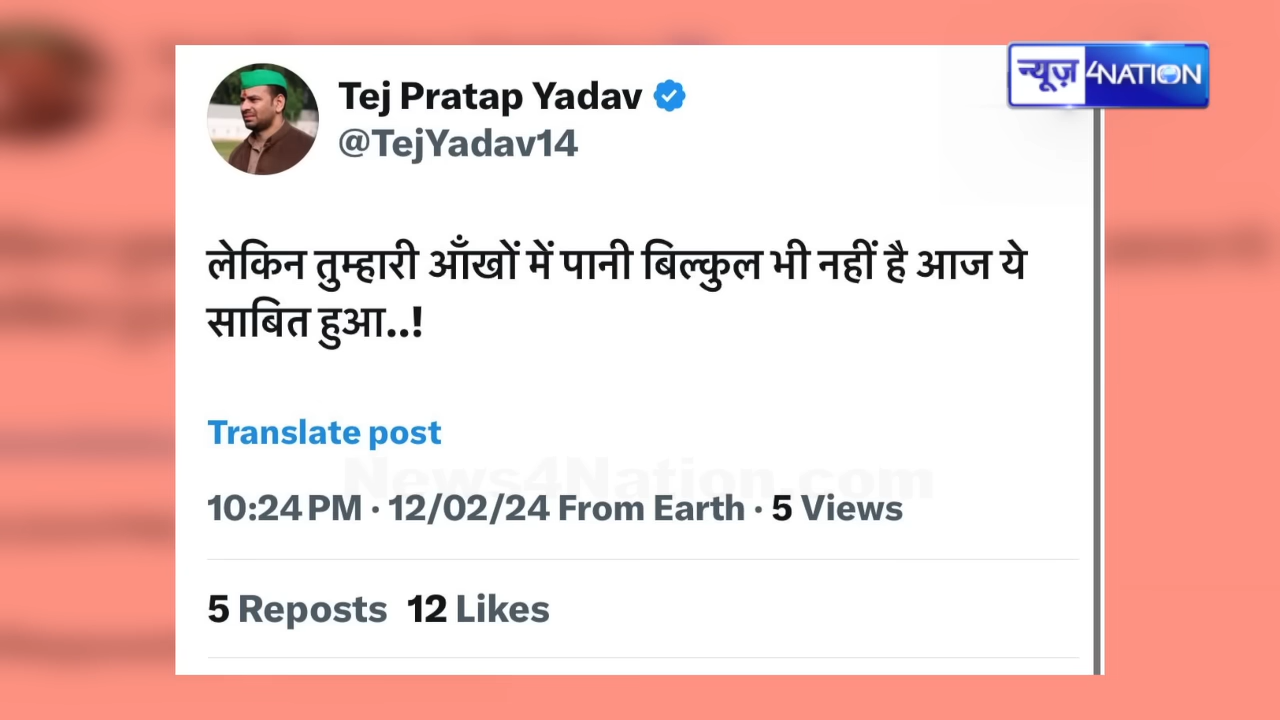 न्यूज़ 4NATION
Tej Pratap Yadav
@TejYadav14
लेकिन तुम्हारी आँखों में पानी बिल्कुल भी नहीं है आज ये
साबित हुआ..!
Translate post
News4Nation.com
10:24 PM · 12/02/24 From Earth · 5 Views
5 Reposts 12 Likes